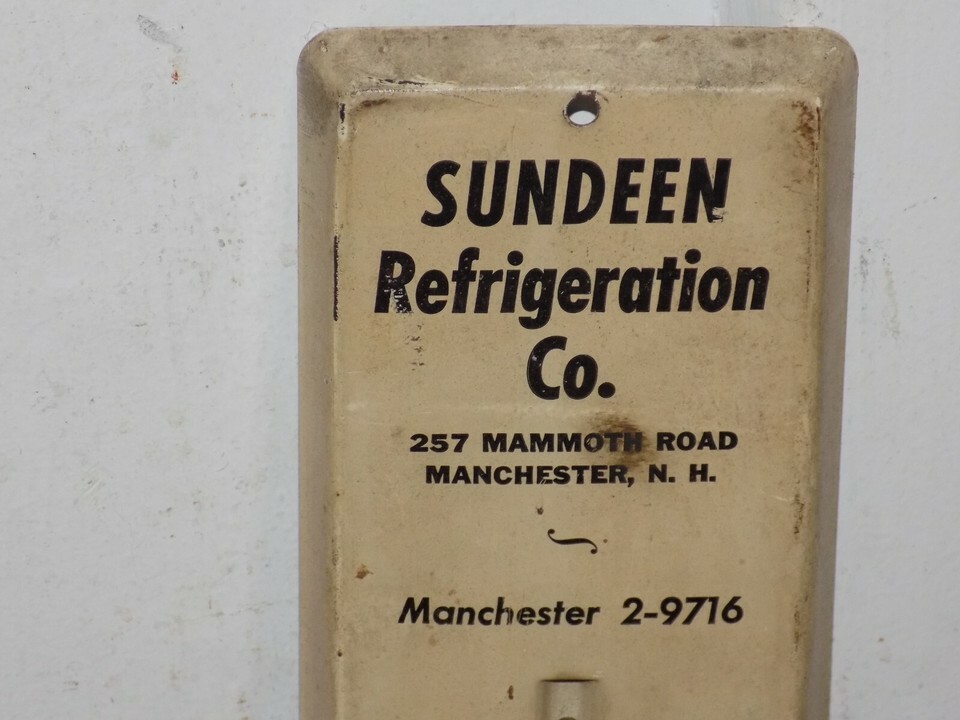 SUNDEEN
Refrigeration
Co.
257 MAMMOTH ROAD
MANCHESTER, N. H.
Manchester 2-9716